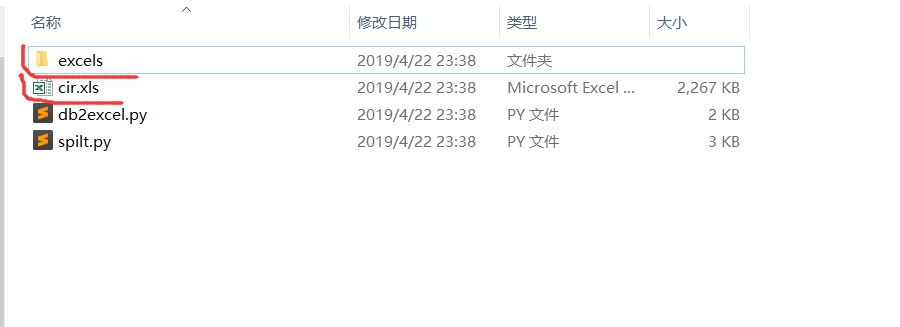 名称 修改日期 类型 大小
excels 2019/4/22 23:38 文件夹
cir.xls 2019/4/22 23:38 Microsoft Excel ... 2,267 KB
db2excel.py 2019/4/22 23:38 PY 文件 2 KB
spilt.py 2019/4/22 23:38 PY 文件 3 KB